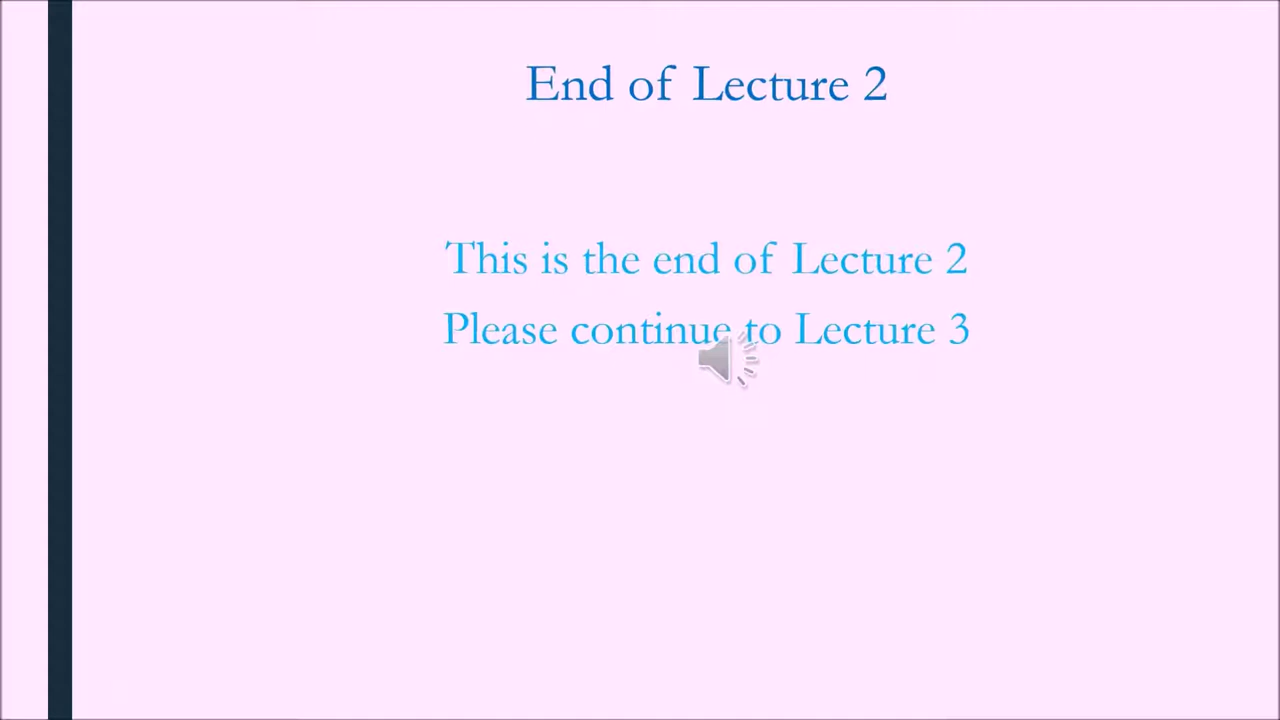 End of Lecture 2
This is the end of Lecture 2
Please continue to Lecture 3